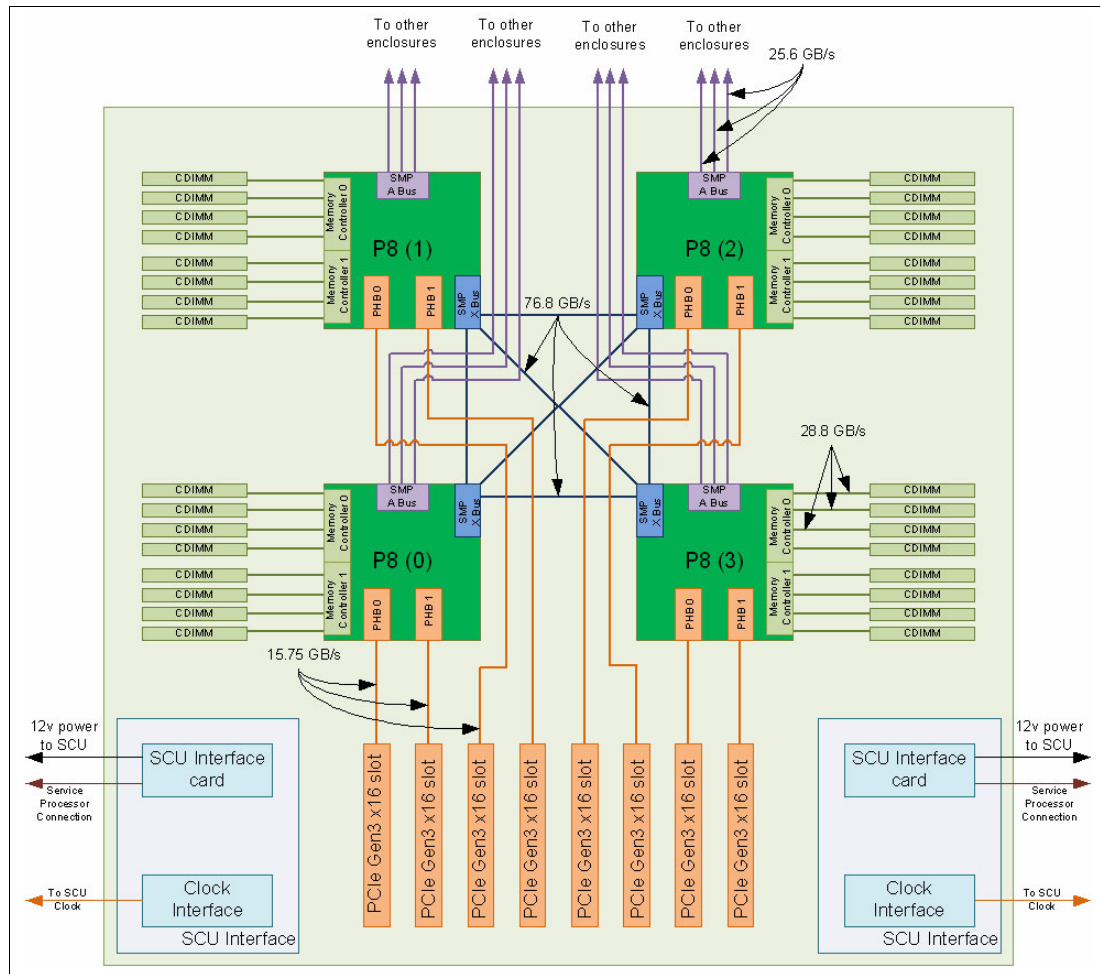 To other
enclosures
To other
enclosures
To other
enclosures
To other
enclosures
25.6 GB/s
CDIMM
CDIMM
CDIMM
CDIMM
CDIMM
CDIMM
CDIMM
CDIMM
Memory
Controller 0
Memory
Controller 1
SMP
A Bus
P8 (1)
PHB0
PHB 1
SMP
X Bus
SMP
A Bus
P8 (2)
Memory
Controller 0
Memory
Controller 1
SMP
X Bus
PHB0
PHB 1
CDIMM
CDIMM
CDIMM
CDIMM
CDIMM
CDIMM
CDIMM
CDIMM
76.8 GB/s
28.8 GB/s
CDIMM
CDIMM
CDIMM
CDIMM
CDIMM
CDIMM
CDIMM
CDIMM
Memory
Controller 0
Memory
Controller 1
SMP
A Bus
SMP
X Bus
P8 (0)
PHB0
PHB 1
SMP
X Bus
SMP
A Bus
P8 (3)
Memory
Controller 0
Memory
Controller 1
PHB0
PHB 1
CDIMM
CDIMM
CDIMM
CDIMM
CDIMM
CDIMM
CDIMM
CDIMM
15.75 GB/s
12v power
to SCU
SCU Interface
card
Service
Processor
Connection
To SCU
Clock
Clock
Interface
SCU Interface
PCIe Gen3 x16 slot
PCIe Gen3 x16 slot
PCIe Gen3 x16 slot
PCIe Gen3 x16 slot
PCIe Gen3 x16 slot
PCIe Gen3 x16 slot
PCIe Gen3 x16 slot
PCIe Gen3 x16 slot
12v power
to SCU
SCU Interface
card
Service
Processor
Connection
Clock
Interface
To SCU
Clock
SCU Interface